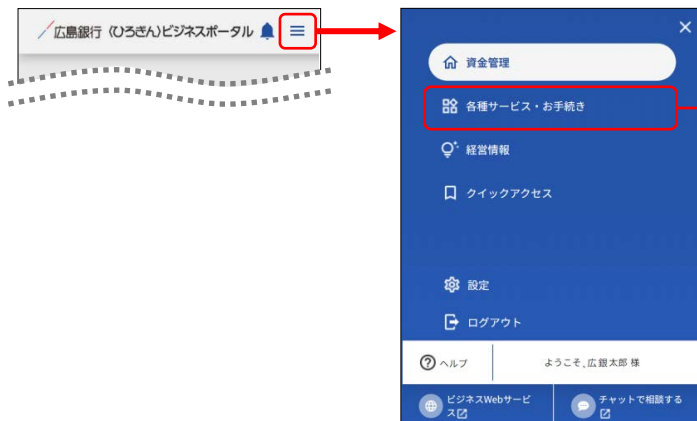 広島銀行 〈ひろぎん〉ビジネスポータル
資金管理
各種サービス・お手続き
経営情報
クイックアクセス
設定
ログアウト
ヘルプ
ようこそ、広銀太郎 様
ビジネスWebサービ
ス
チャットで相談する